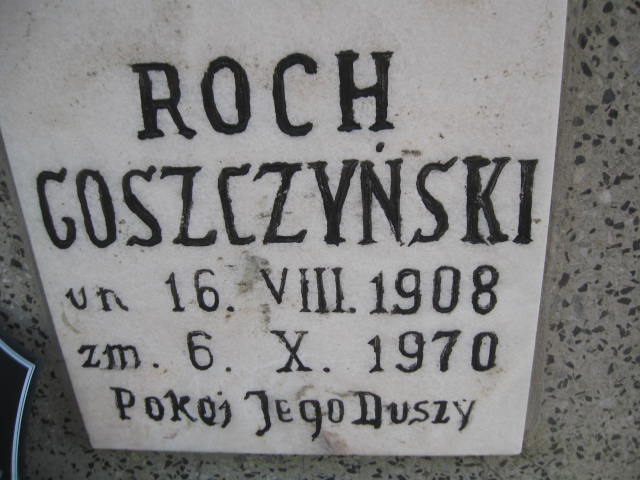 ROCH
GOSZCZYŃSKI
ur. 16. VIII. 1908
zm. 6. X. 1970
Pokój Jego Duszy